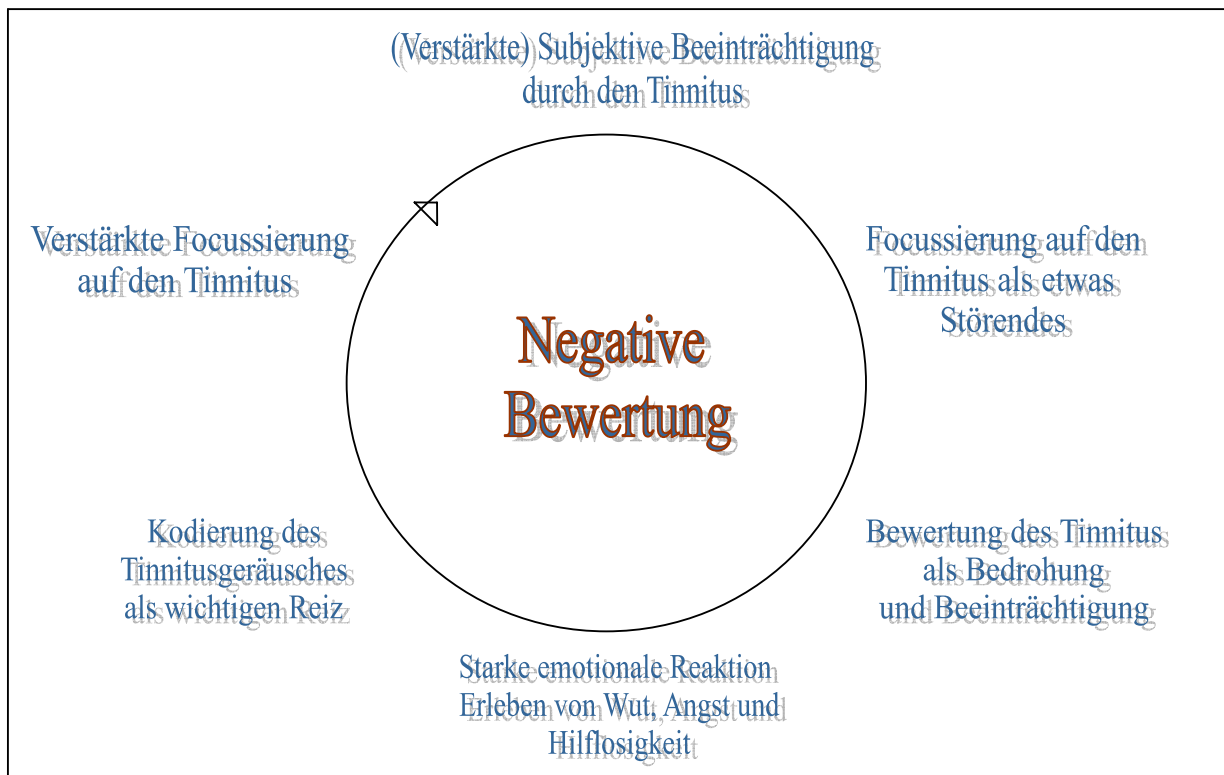 (Verstärkte) Subjektive Beeinträchtigung
durch den Tinnitus
Verstärkte Focussierung
auf den Tinnitus
Focussierung auf den
Tinnitus als etwas
Störendes
Negative
Bewertung
Kodierung des
Tinnitusgeräusches
als wichtigen Reiz
Bewertung des Tinnitus
als Bedrohung
und Beeinträchtigung
Starke emotionale Reaktion
Erleben von Wut, Angst und
Hilflosigkeit